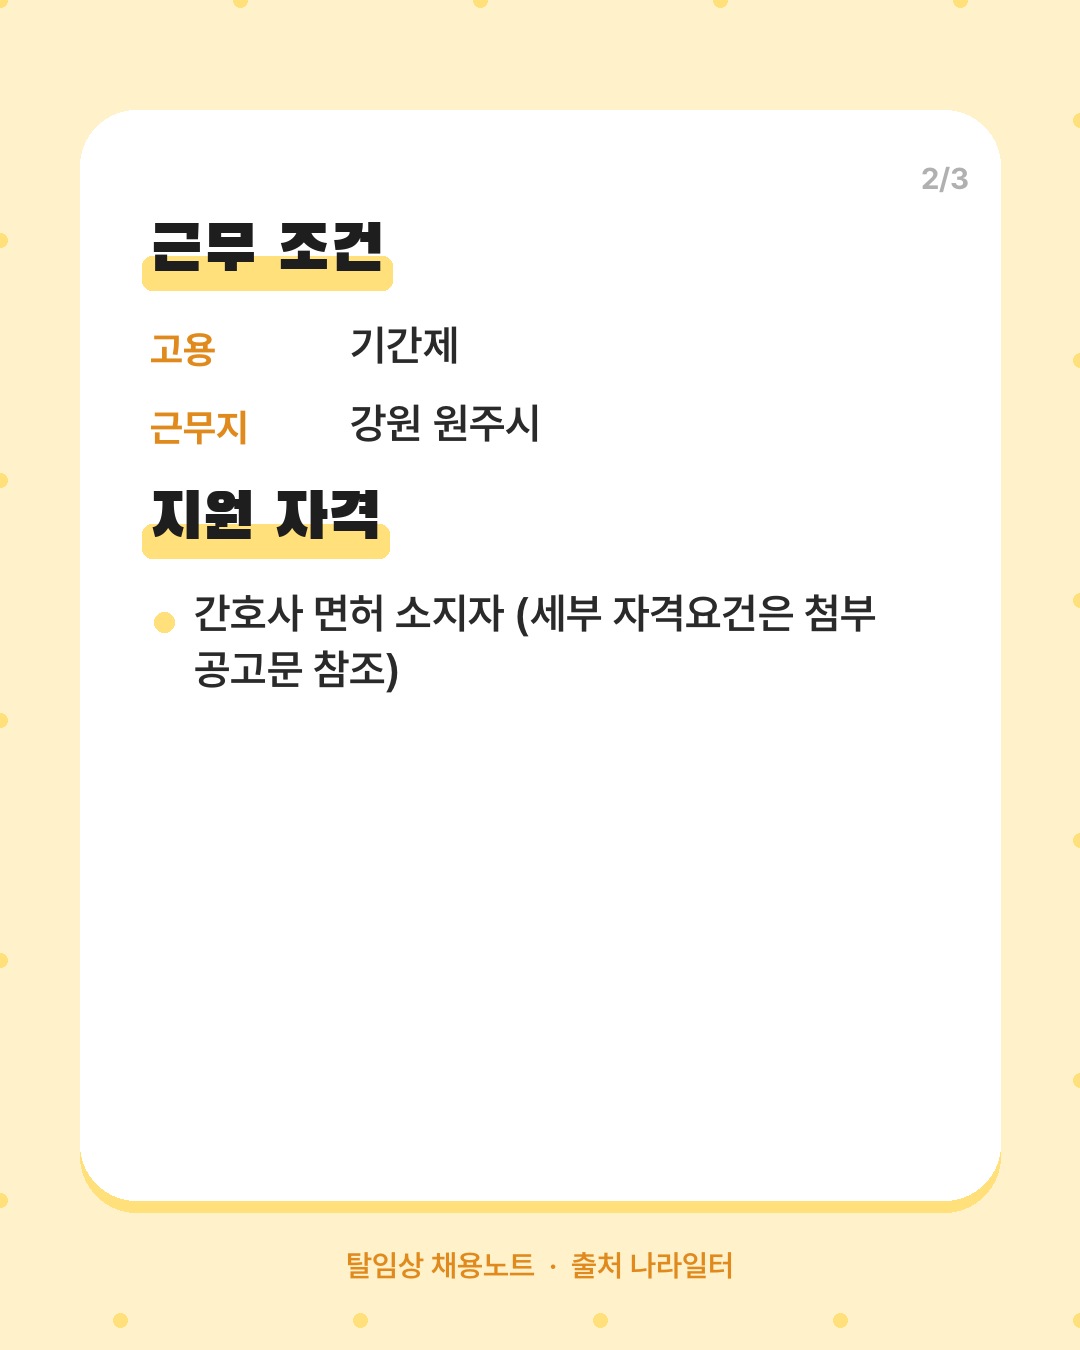 2/3
근무 조건
고용 기간제
근무지 강원 원주시
지원 자격
간호사 면허 소지자 (세부 자격요건은 첨부
공고문 참조)
탈임상 채용노트 · 출처 나라일터